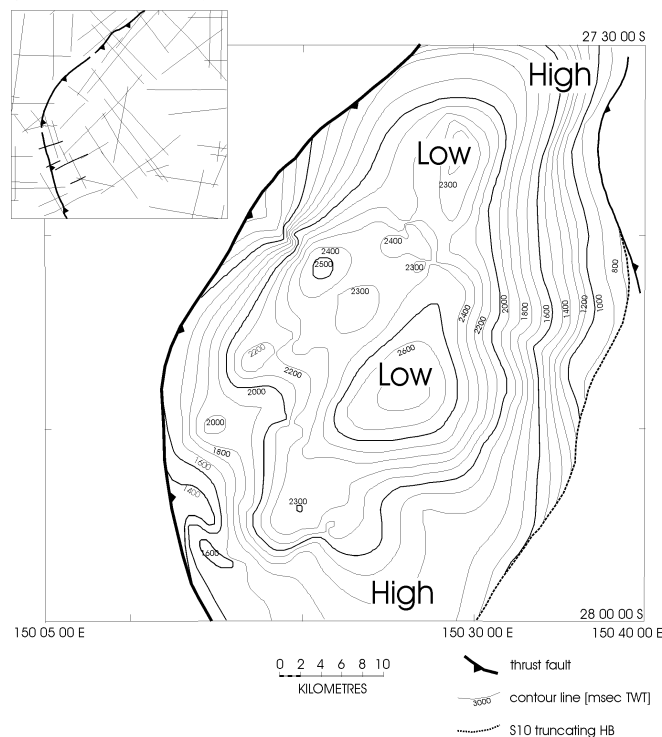 27 30 00 S
High
Low
2300
2400
2400
2500
2300
2300
800
1000
1200
1400
1600
1800
2000
2200
2400
2200
2200
2600
Low
2000
2000
1800
1600
1400
2300
1600
High
28 00 00 S
150 05 00 E
150 30 00 E
150 40 00 E
0 2 4 6 8 10
KILOMETRES
thrust fault
contour line [msec TWT]
3000
S10 truncating HB